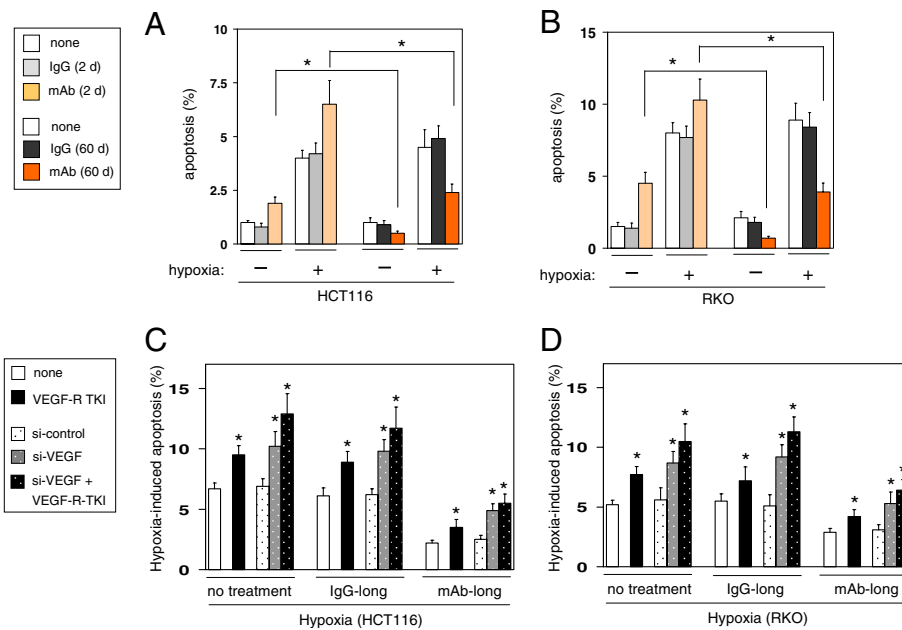 none
IgG (2 d)
mAb (2 d)
none
IgG (60 d)
mAb (60 d)
A
*
*
10
7.5
5
2.5
0
apoptosis (%)
hypoxia:
–
+
–
+
HCT116
B
*
*
15
10
5
0
apoptosis (%)
hypoxia:
–
+
–
+
RKO
none
VEGF-R TKI
si-control
si-VEGF
si-VEGF +
VEGF-R-TKI
C
15
10
5
0
Hypoxia-induced apoptosis (%)
* * * * * * * * *
no treatment
IgG-long
mAb-long
Hypoxia (HCT116)
D
15
10
5
0
Hypoxia-induced apoptosis (%)
* * * * * * * * *
no treatment
IgG-long
mAb-long
Hypoxia (RKO)